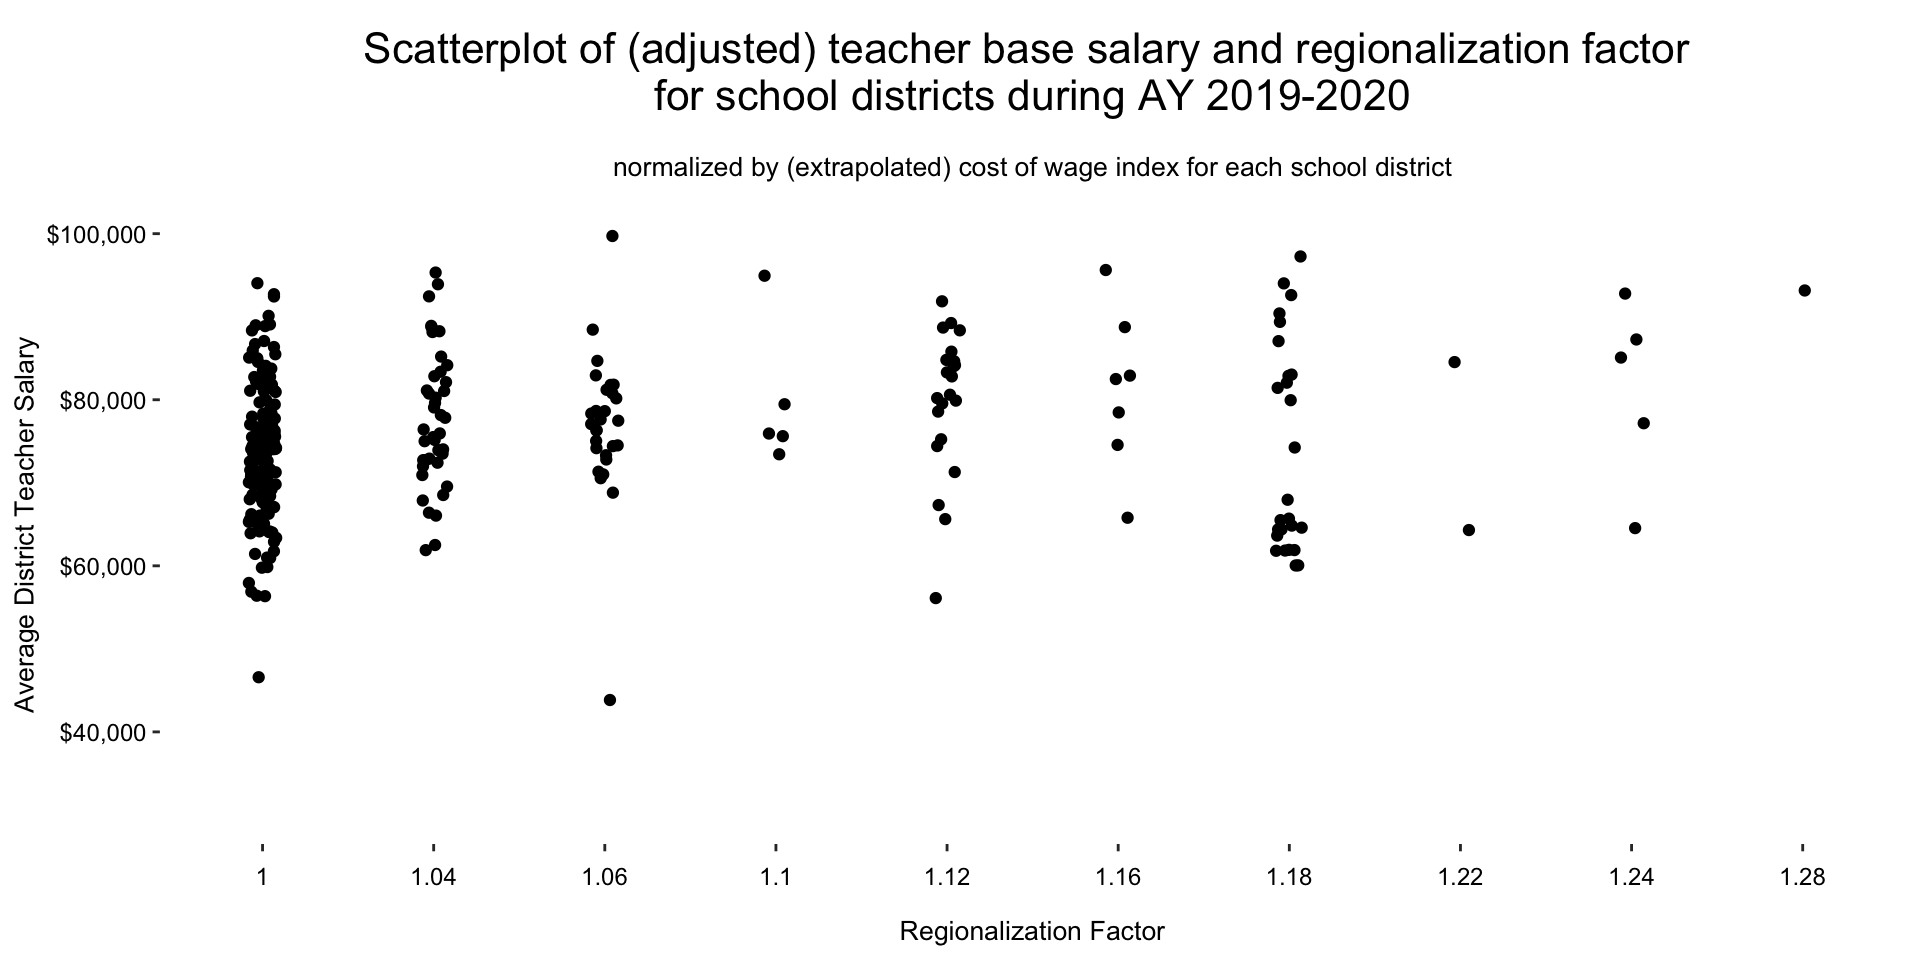 Scatterplot of (adjusted) teacher base salary and regionalization factor
for school districts during AY 2019-2020
normalized by (extrapolated) cost of wage index for each school district
Average District Teacher Salary
$100,000
$80,000
$60,000
$40,000
1 1.04 1.06 1.1 1.12 1.16 1.18 1.22 1.24 1.28
Regionalization Factor